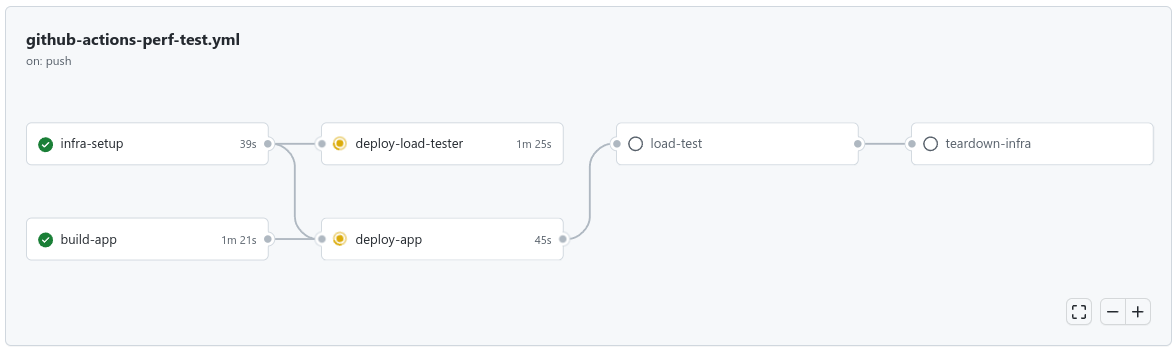 github-actions-perf-test.yml
on: push
infra-setup 39s
deploy-load-tester 1m 25s
load-test
teardown-infra
build-app 1m 21s
deploy-app 45s